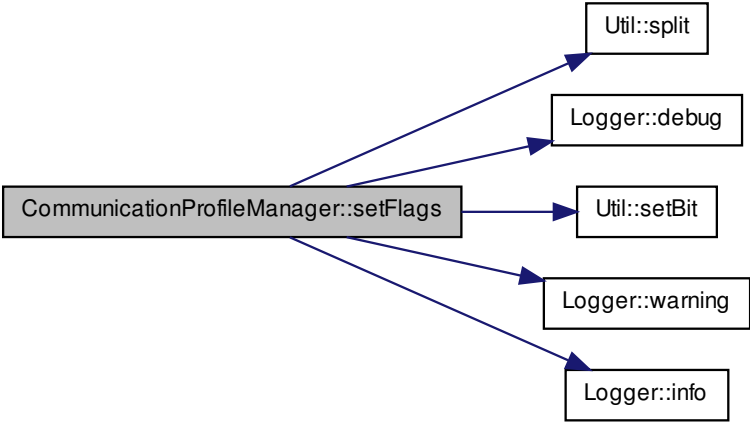 Util::split
Logger::debug
CommunicationProfileManager::setFlags
Util::setBit
Logger::warning
Logger::info